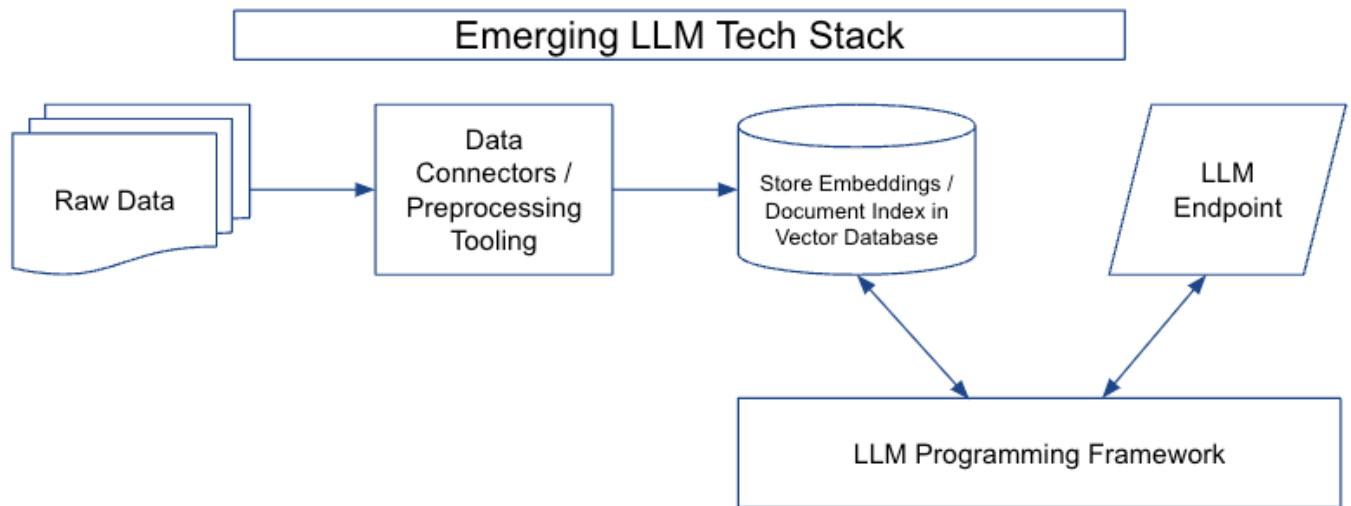 Emerging LLM Tech Stack
Raw Data
Data
Connectors /
Preprocessing
Tooling
Store Embeddings /
Document Index in
Vector Database
LLM
Endpoint
LLM Programming Framework